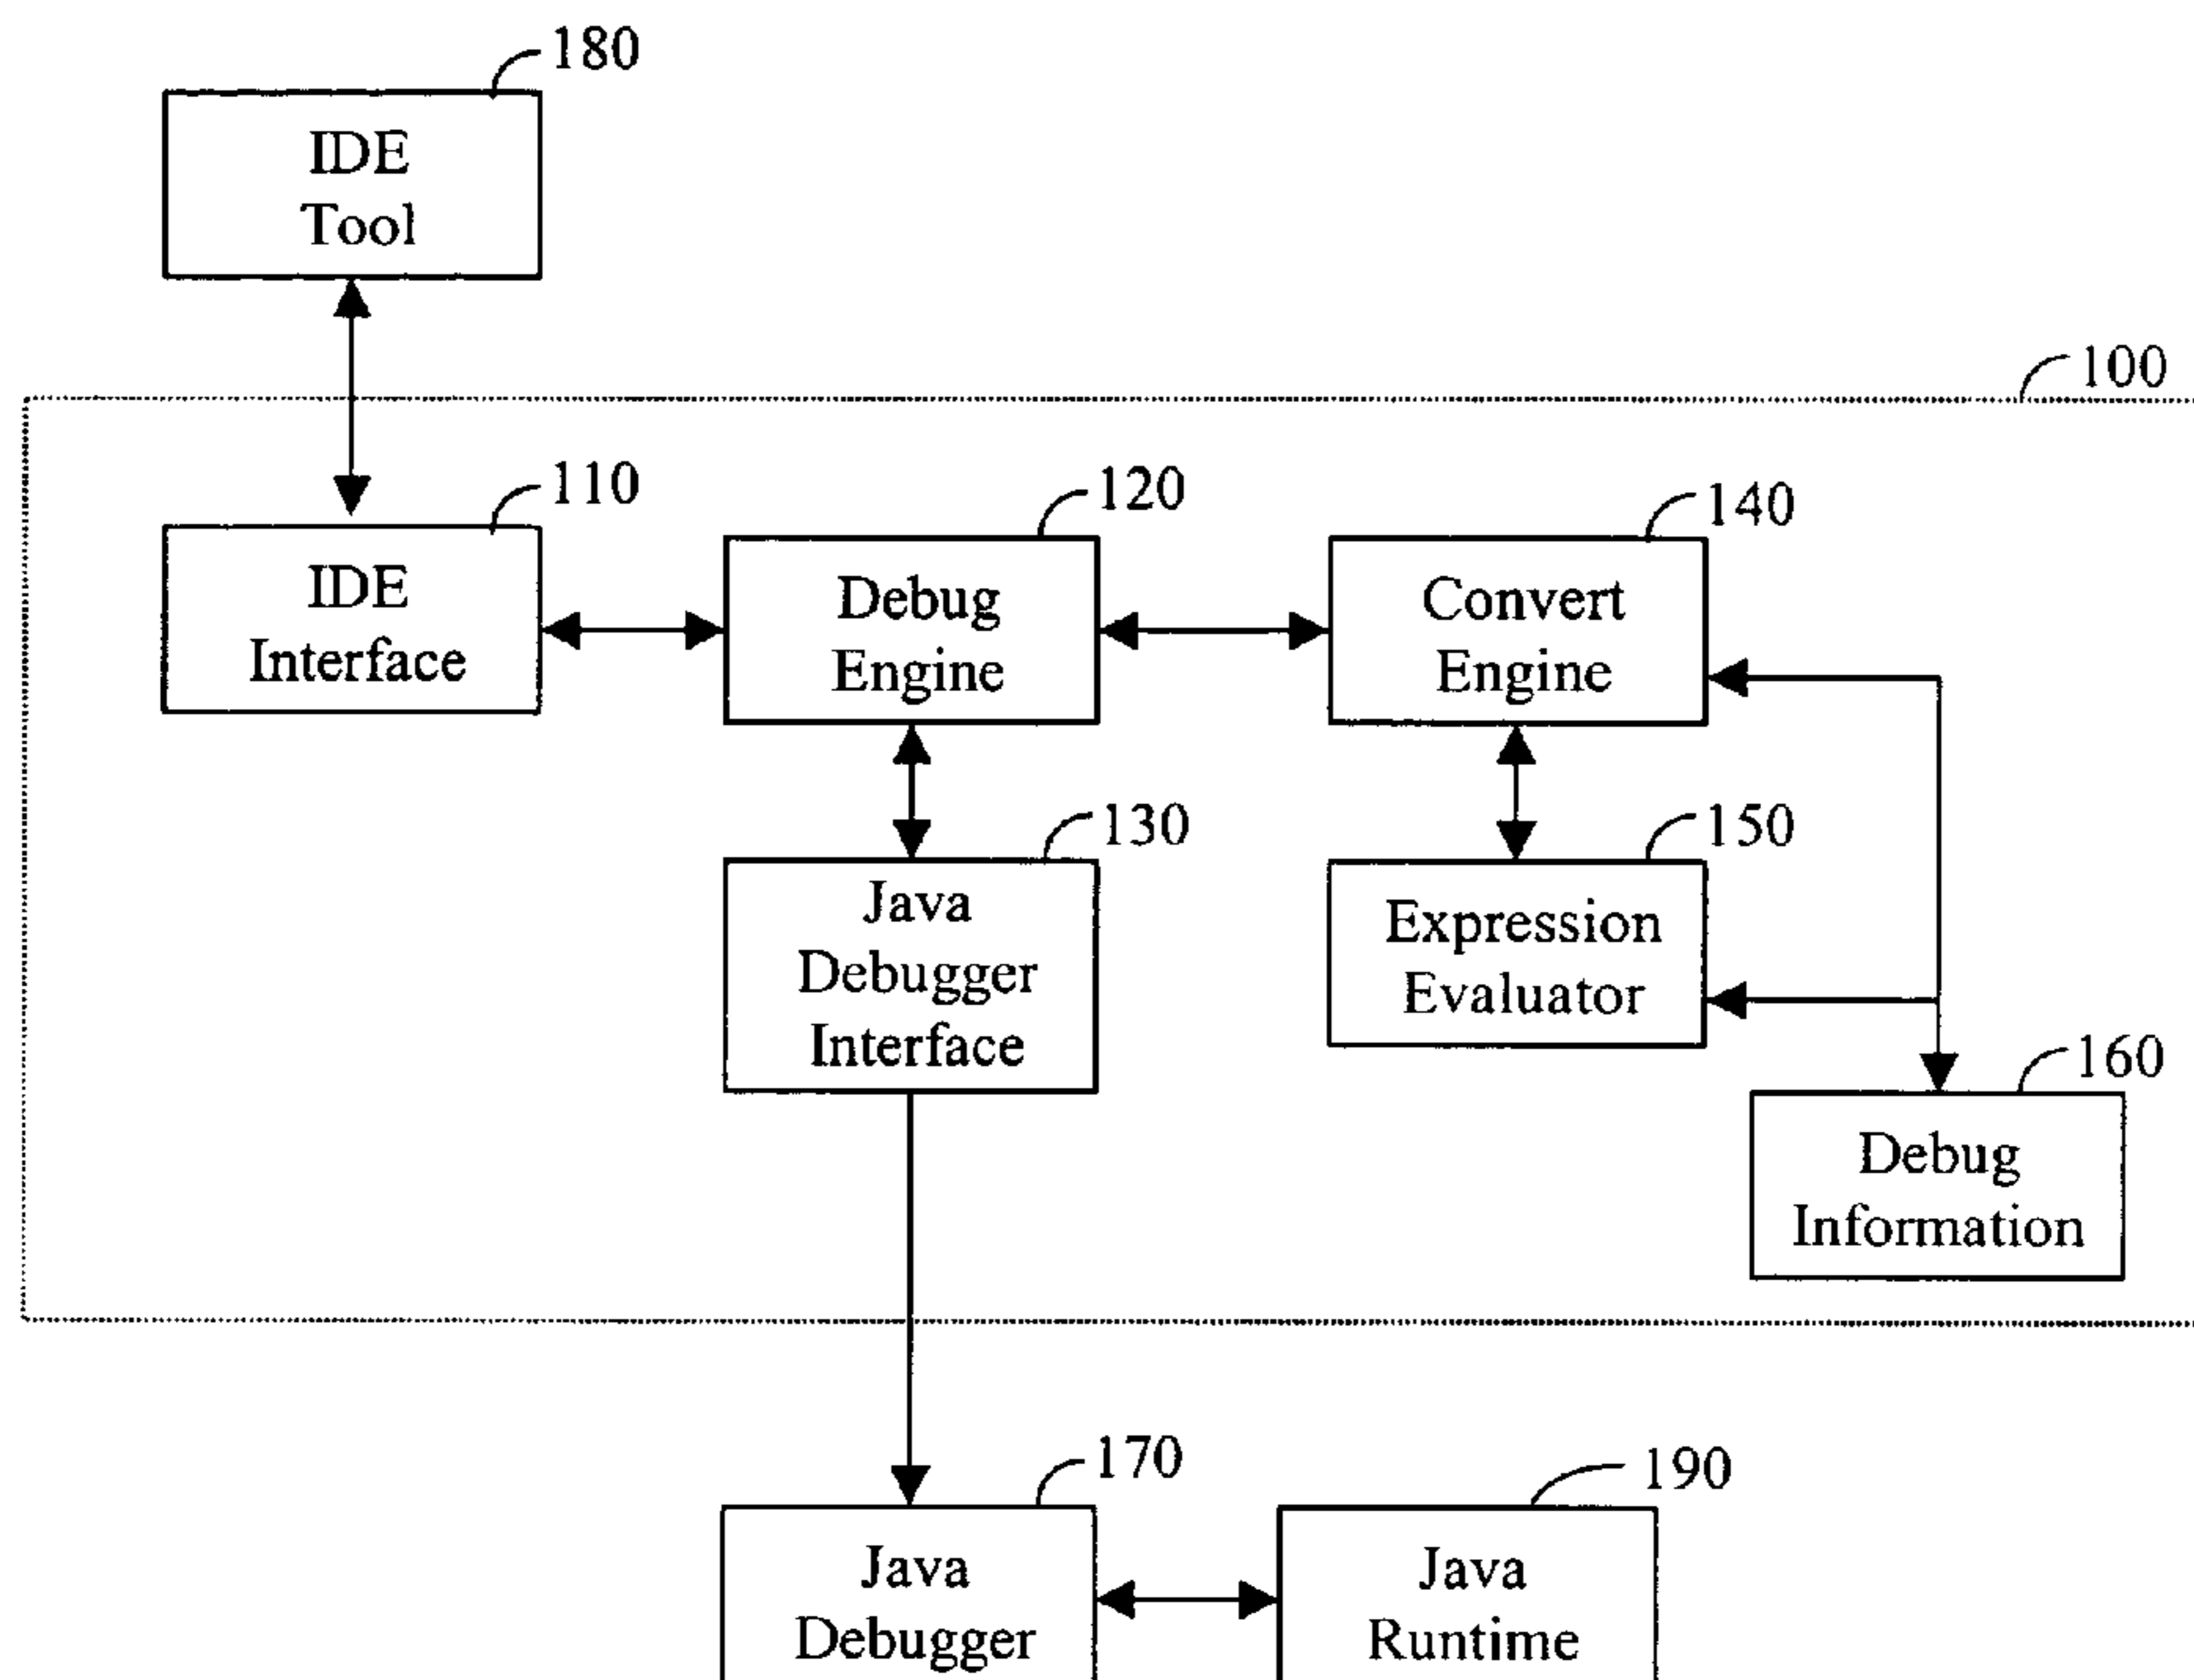 180
IDE
Tool
100
110
IDE
Interface
120
Debug
Engine
140
Convert
Engine
130
Java
Debugger
Interface
150
Expression
Evaluator
160
Debug
Information
170
Java
Debugger
190
Java
Runtime